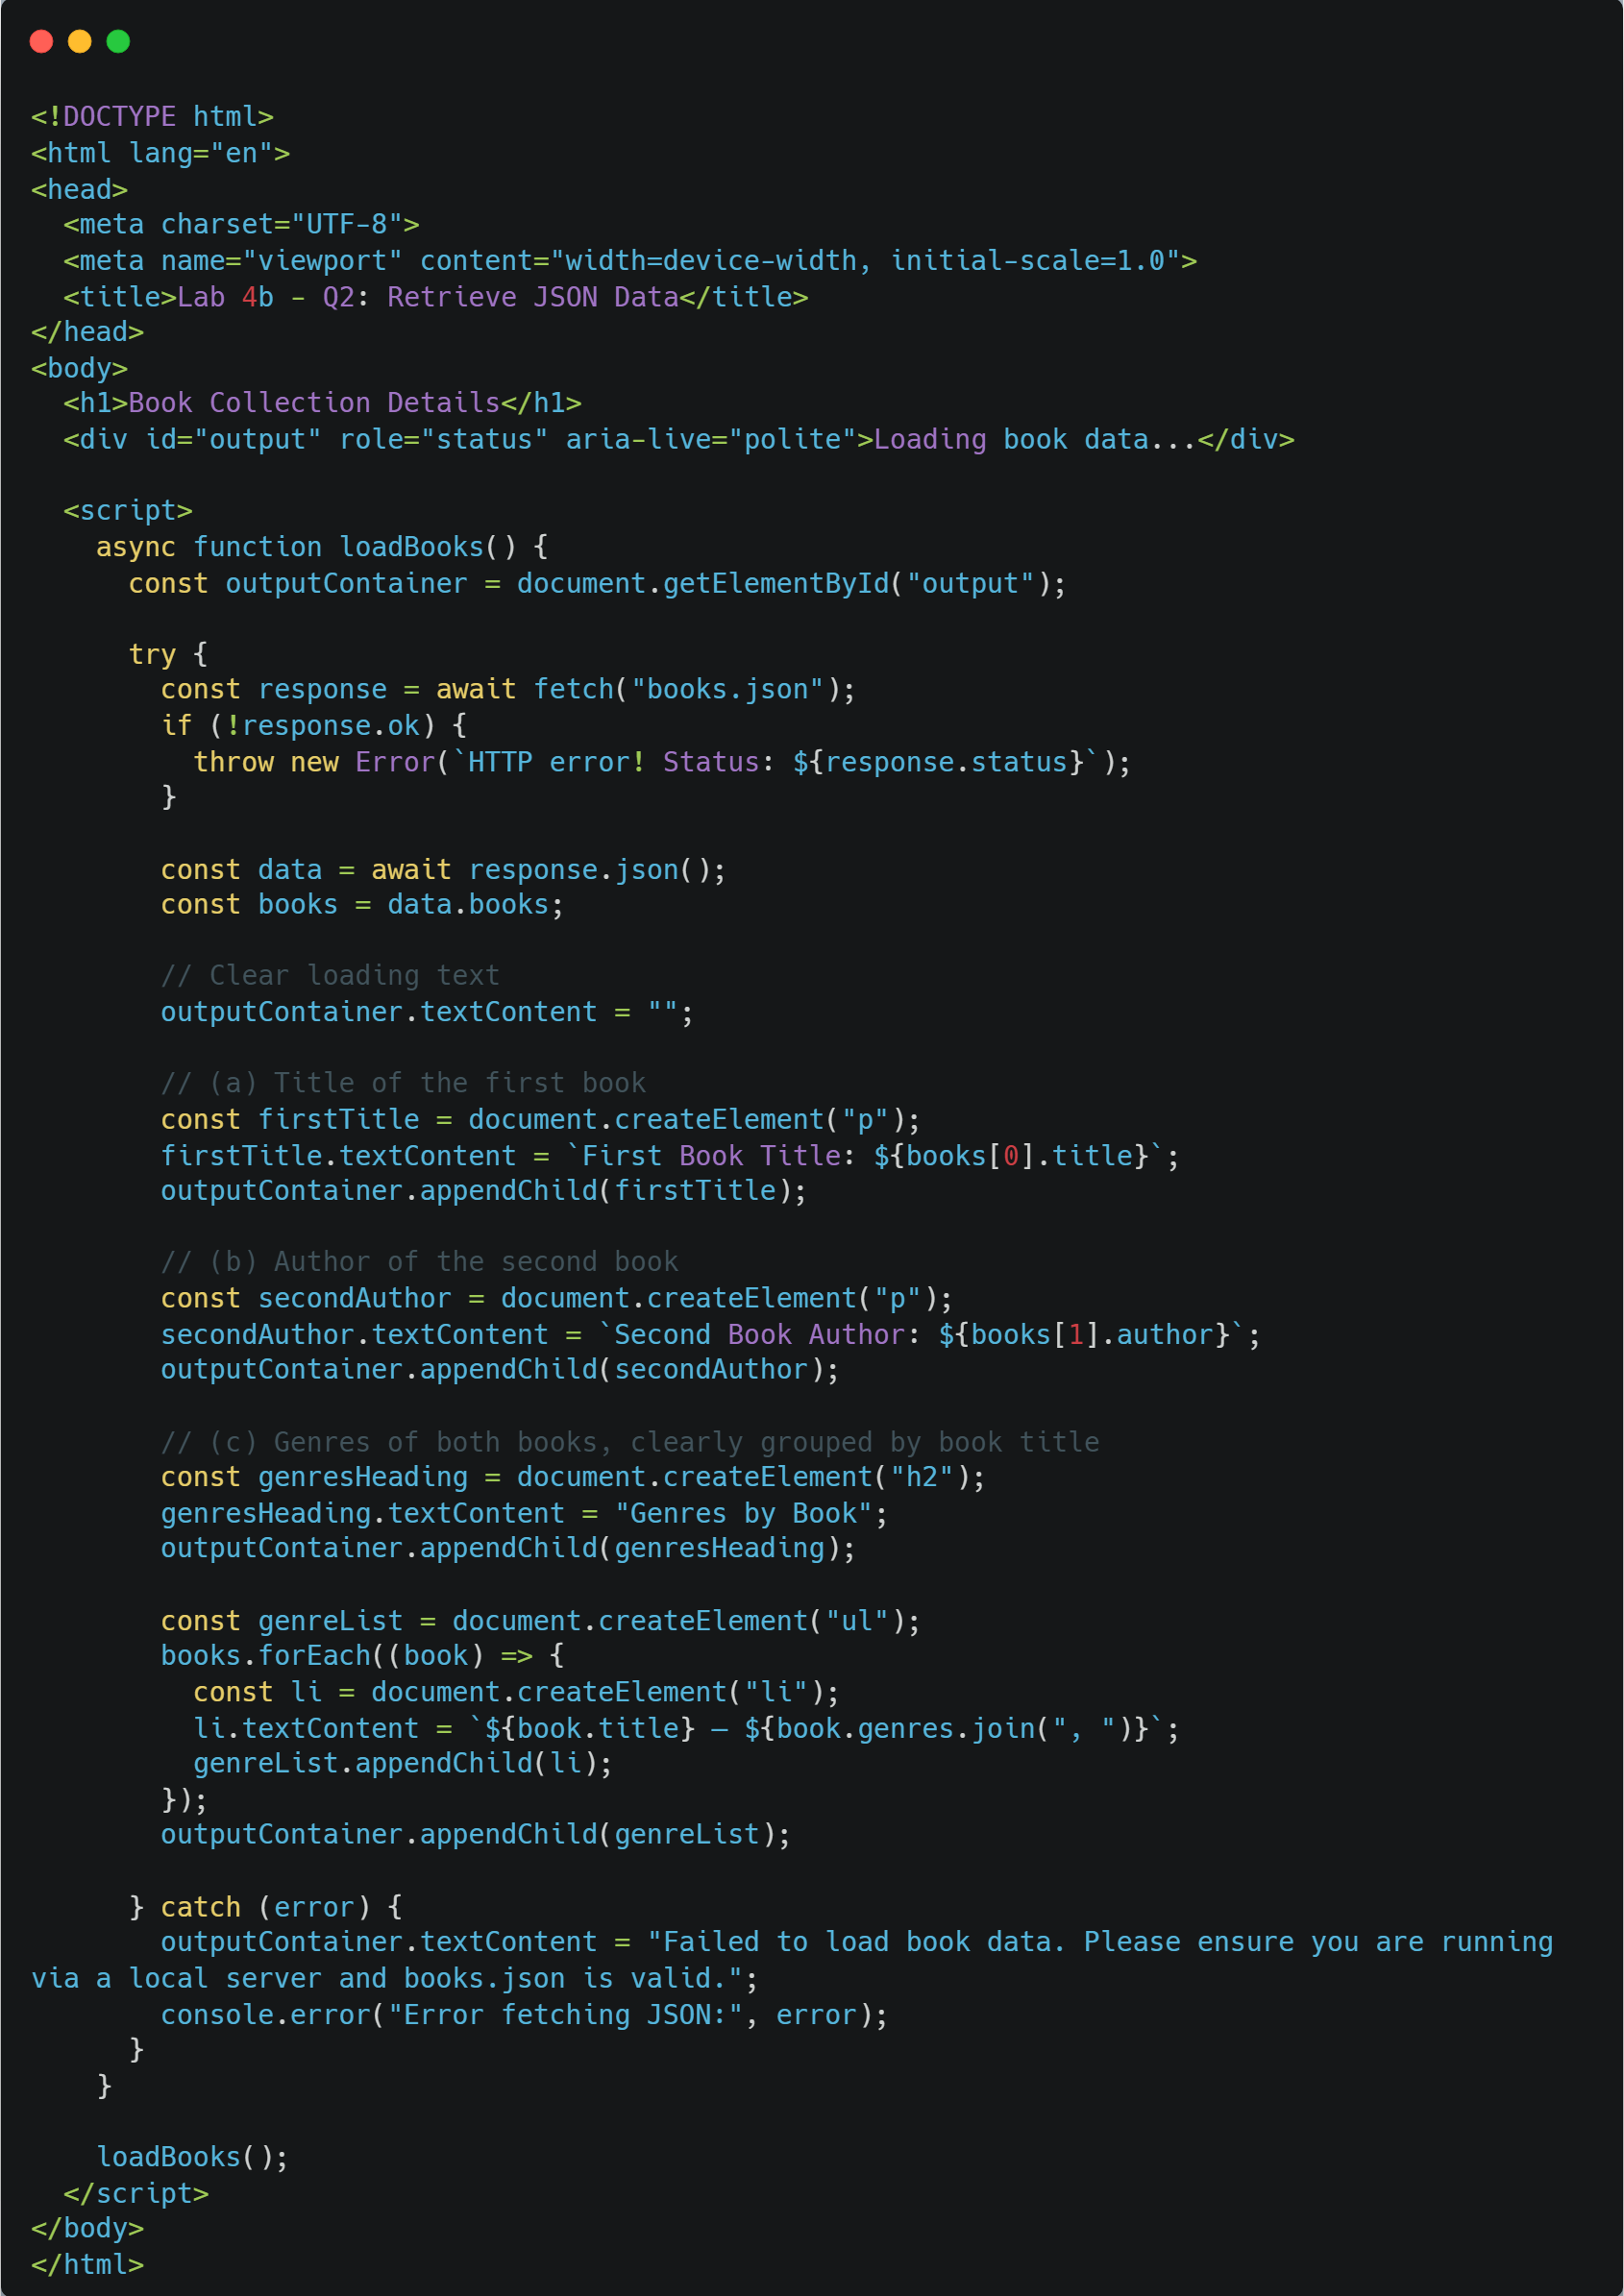 <!DOCTYPE html>
<html lang="en">
<head>
  <meta charset="UTF-8">
  <meta name="viewport" content="width=device-width, initial-scale=1.0">
  <title>Lab 4b - Q2: Retrieve JSON Data</title>
</head>
<body>
  <h1>Book Collection Details</h1>
  <div id="output" role="status" aria-live="polite">Loading book data...</div>

  <script>
    async function loadBooks() {
      const outputContainer = document.getElementById("output");

      try {
        const response = await fetch("books.json");
        if (!response.ok) {
          throw new Error(`HTTP error! Status: ${response.status}`);
        }

        const data = await response.json();
        const books = data.books;

        // Clear loading text
        outputContainer.textContent = "";

        // (a) Title of the first book
        const firstTitle = document.createElement("p");
        firstTitle.textContent = `First Book Title: ${books[0].title}`;
        outputContainer.appendChild(firstTitle);

        // (b) Author of the second book
        const secondAuthor = document.createElement("p");
        secondAuthor.textContent = `Second Book Author: ${books[1].author}`;
        outputContainer.appendChild(secondAuthor);

        // (c) Genres of both books, clearly grouped by book title
        const genresHeading = document.createElement("h2");
        genresHeading.textContent = "Genres by Book";
        outputContainer.appendChild(genresHeading);

        const genreList = document.createElement("ul");
        books.forEach((book) => {
          const li = document.createElement("li");
          li.textContent = `${book.title} — ${book.genres.join(", ")}`;
          genreList.appendChild(li);
        });
        outputContainer.appendChild(genreList);

      } catch (error) {
        outputContainer.textContent = "Failed to load book data. Please ensure you are running
via a local server and books.json is valid.";
        console.error("Error fetching JSON:", error);
      }
    }

    loadBooks();
  </script>
</body>
</html>